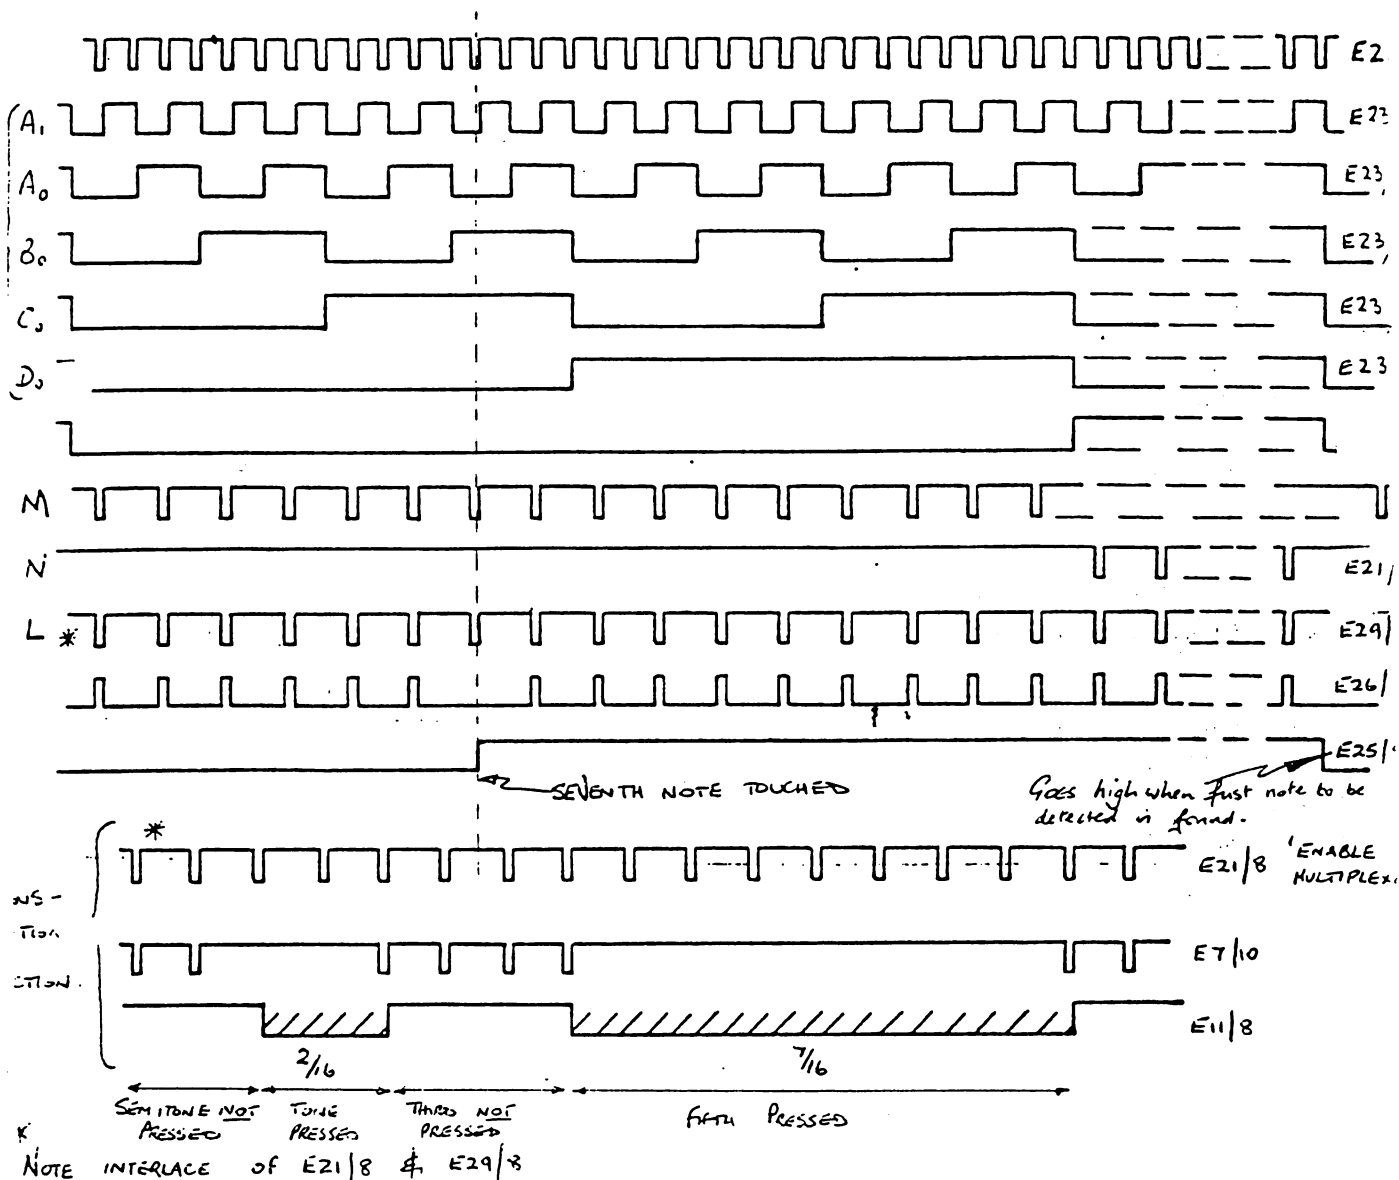 E2
A₁ E23
A₀ E23,
B₀ E23,
C₀ E23
D₀ E23
M
N E21/
L * E29/
E26/
E25/
SEVENTH NOTE TOUCHED
Goes high when first note to be
detected is found.
*
E21/8 'ENABLE
MULTIPLEX
NS -
TION
CTION.
E7/10
E11/8
2/16 7/16
SEMITONE NOT
PRESSED
TONE
PRESSED
THIRD NOT
PRESSED
FIFTH PRESSED
*
NOTE INTERLACE OF E21/8 & E29/8